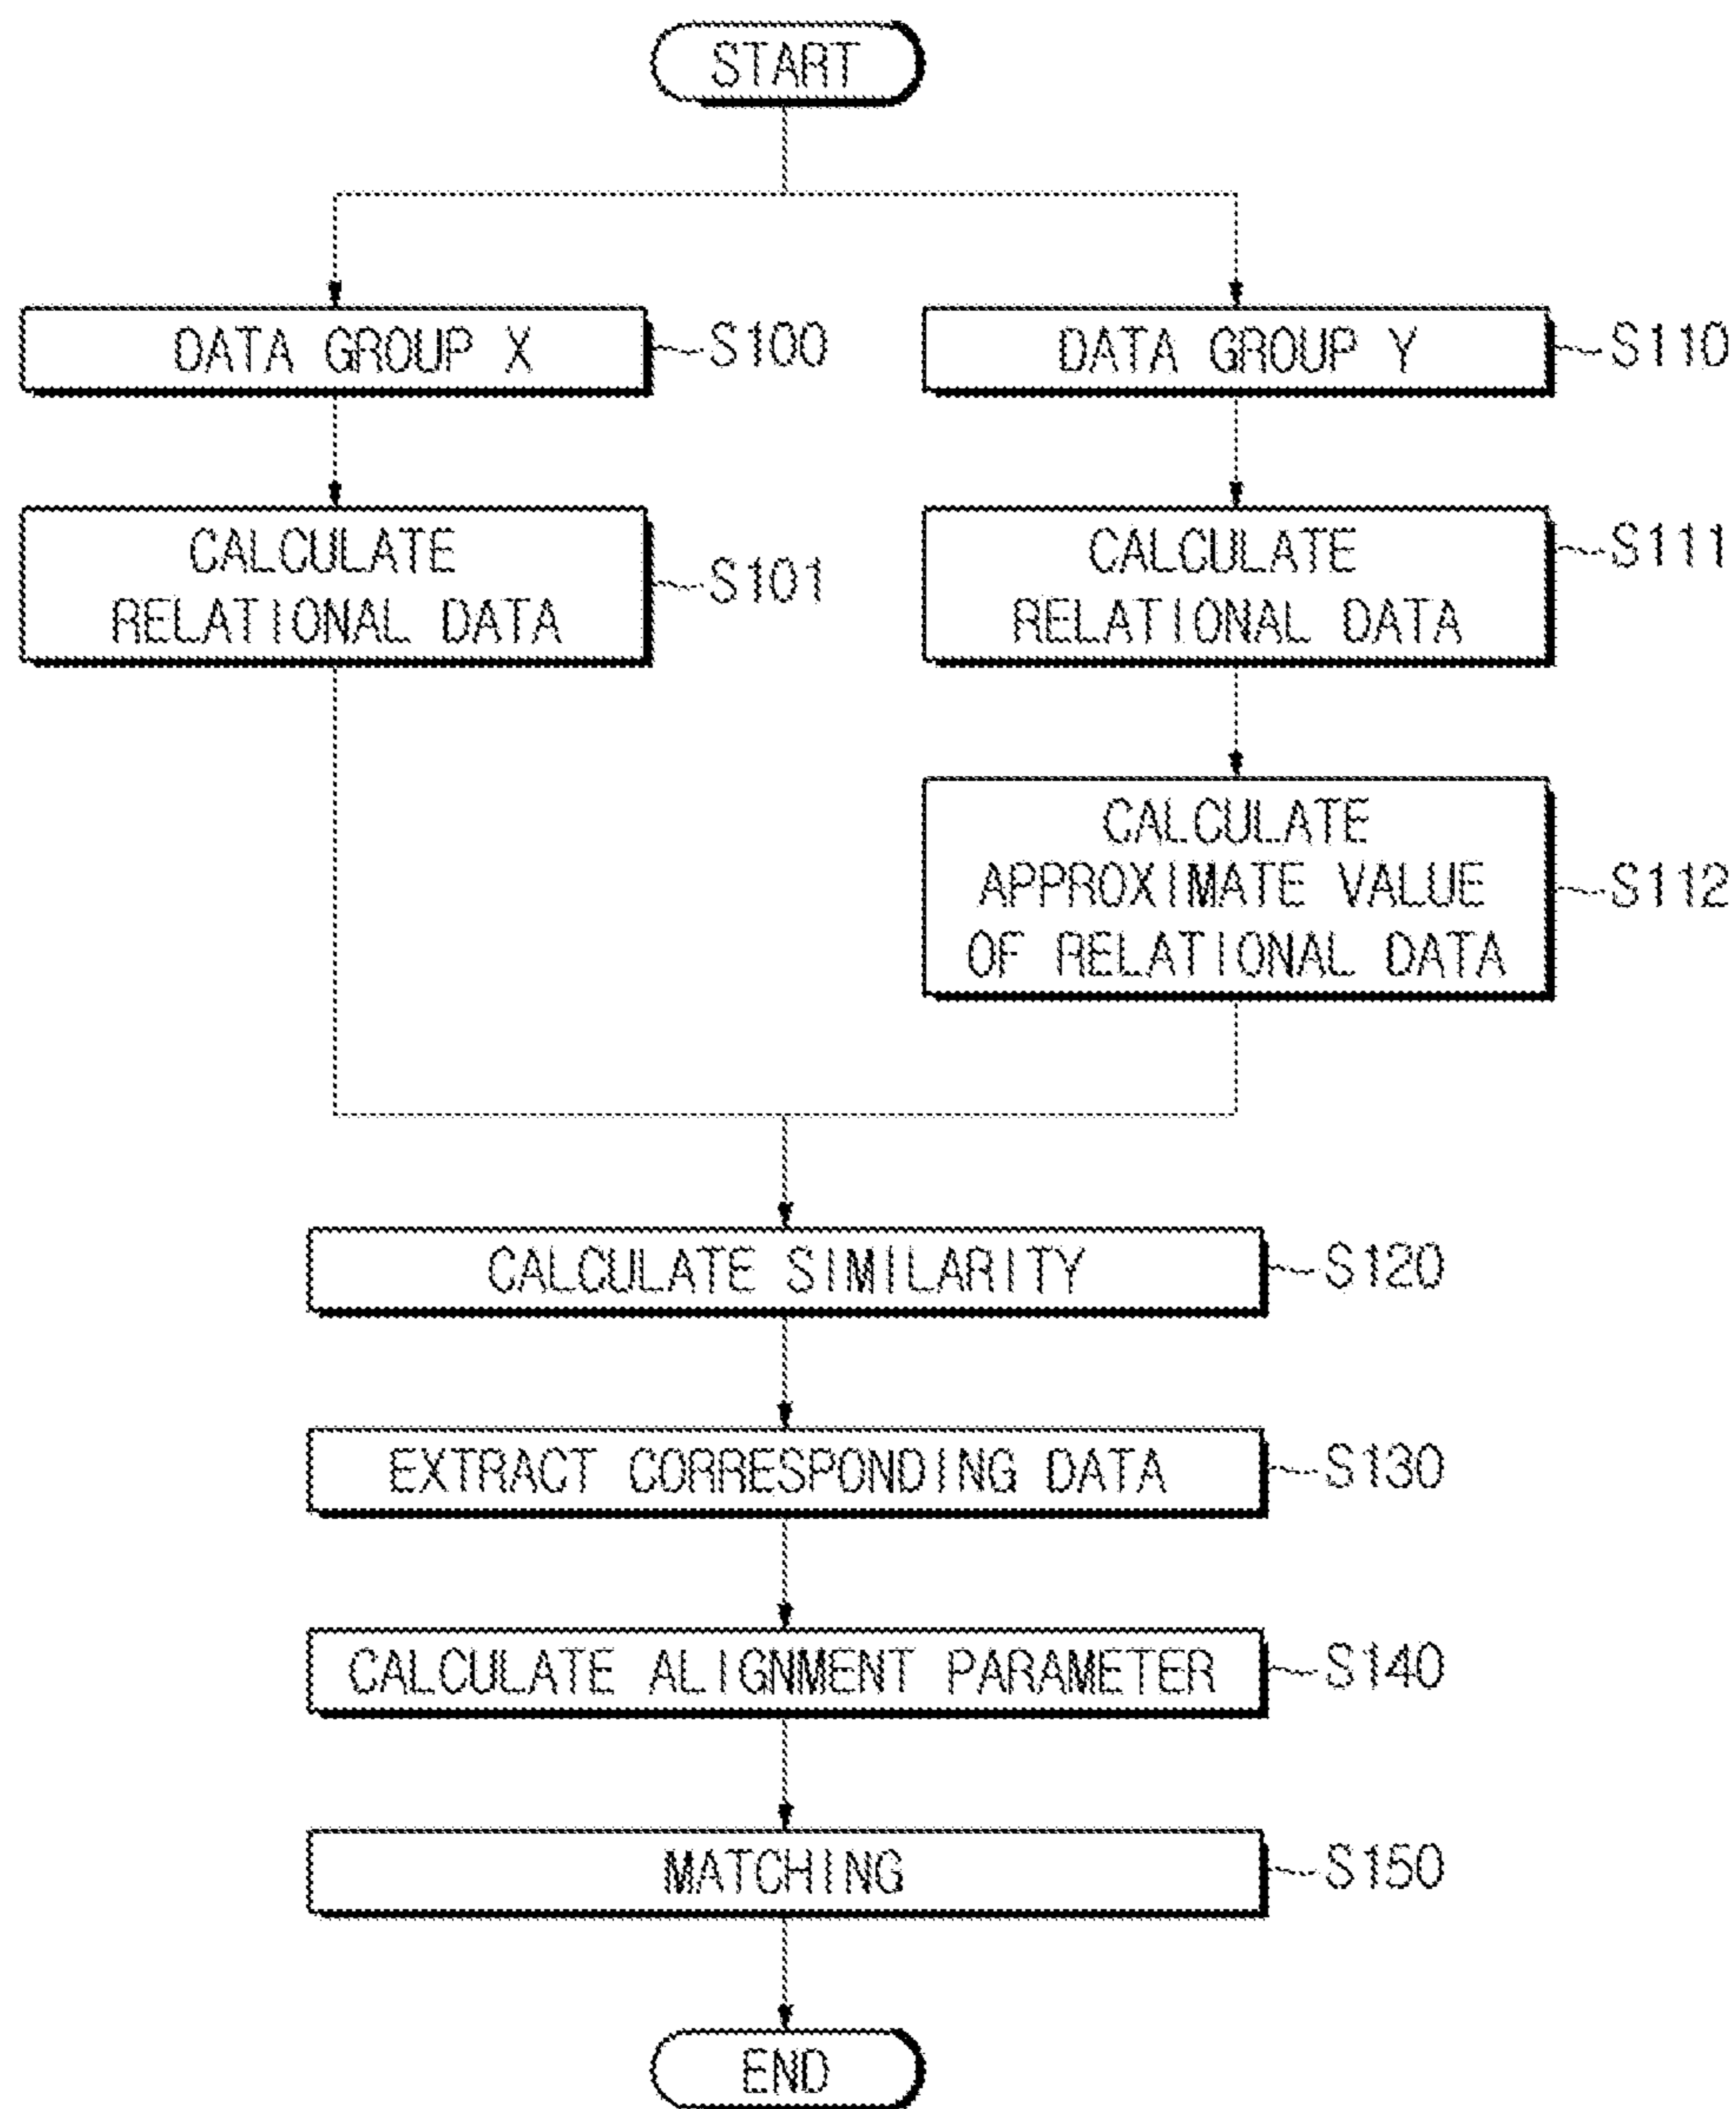 START
DATA GROUP X
S100
DATA GROUP Y
S110
CALCULATE
RELATIONAL DATA
S101
CALCULATE
RELATIONAL DATA
S111
CALCULATE
APPROXIMATE VALUE
OF RELATIONAL DATA
S112
CALCULATE SIMILARITY
S120
EXTRACT CORRESPONDING DATA
S130
CALCULATE ALIGNMENT PARAMETER
S140
MATCHING
S150
END